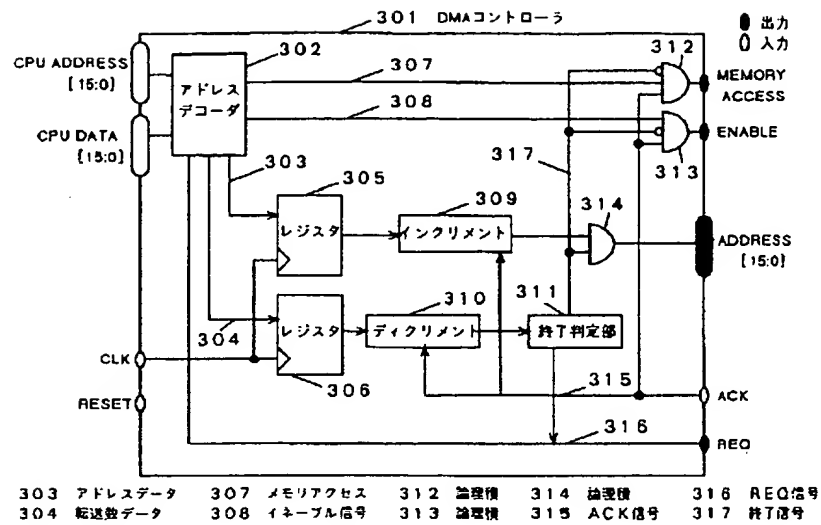 301 DMAコントローラ
出力
入力
CPU ADDRESS
[15:0]
302
アドレス
デコーダ
307
312
MEMORY
ACCESS
308
CPU DATA
[15:0]
ENABLE
317
313
303
305
309
314
レジスタ
インクリメント
ADDRESS
[15:0]
310
311
304
レジスタ
ディクリメント
終了判定部
CLK
306
315
RESET
ACK
316
REQ
303 アドレスデータ 307 メモリアクセス 312 論理積 314 論理積 316 REQ信号
304 転送数データ 308 イネーブル信号 313 論理積 315 ACK信号 317 終了信号